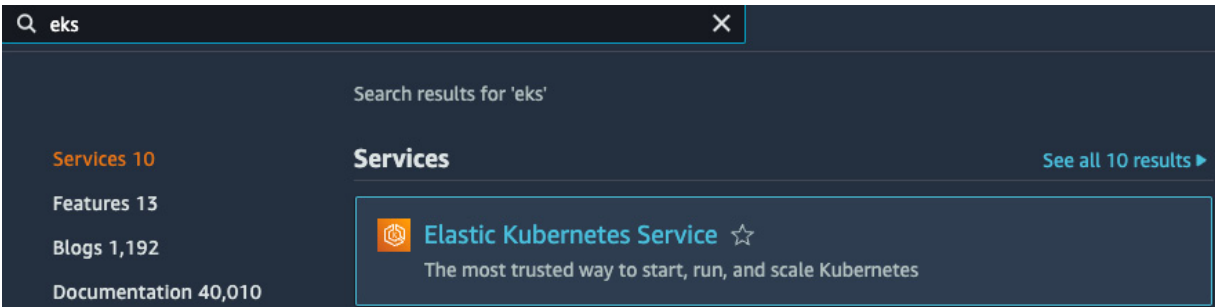 eks
Search results for 'eks'
Services 10
Features 13
Blogs 1,192
Documentation 40,010
Services
See all 10 results
Elastic Kubernetes Service
The most trusted way to start, run, and scale Kubernetes